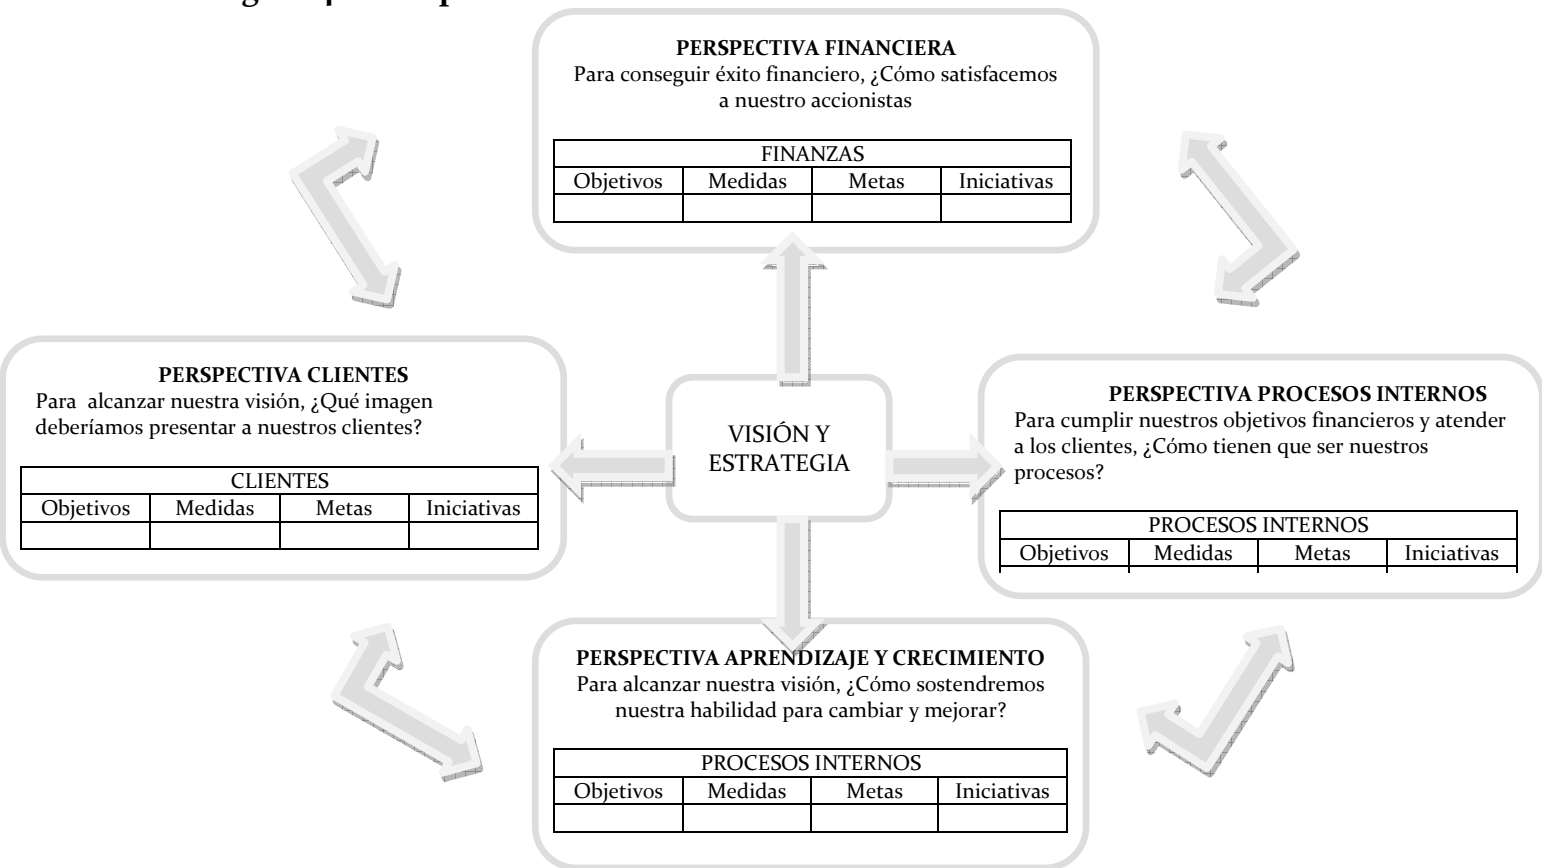 PERSPECTIVA FINANCIERA
Para conseguir éxito financiero, ¿Cómo satisfacemos
a nuestro accionistas
FINANZAS
Objetivos Medidas Metas Iniciativas
PERSPECTIVA CLIENTES
Para alcanzar nuestra visión, ¿Qué imagen
deberíamos presentar a nuestros clientes?
CLIENTES
Objetivos Medidas Metas Iniciativas
VISIÓN Y
ESTRATEGIA
PERSPECTIVA PROCESOS INTERNOS
Para cumplir nuestros objetivos financieros y atender
a los clientes, ¿Cómo tienen que ser nuestros
procesos?
PROCESOS INTERNOS
Objetivos Medidas Metas Iniciativas
PERSPECTIVA APRENDIZAJE Y CRECIMIENTO
Para alcanzar nuestra visión, ¿Cómo sostendremos
nuestra habilidad para cambiar y mejorar?
PROCESOS INTERNOS
Objetivos Medidas Metas Iniciativas